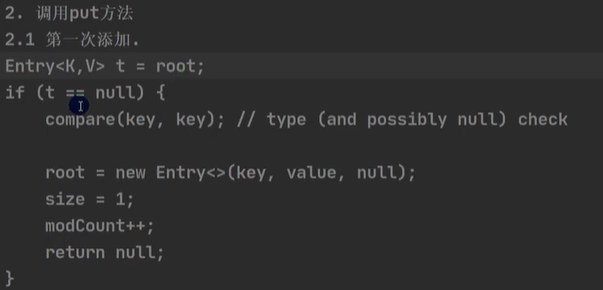 2. 调用put方法
2.1 第一次添加.
Entry<K,V> t = root;
if (t == null) {
    compare(key, key); // type (and possibly null) check
    root = new Entry<>(key, value, null);
    size = 1;
    modCount++;
    return null;
}